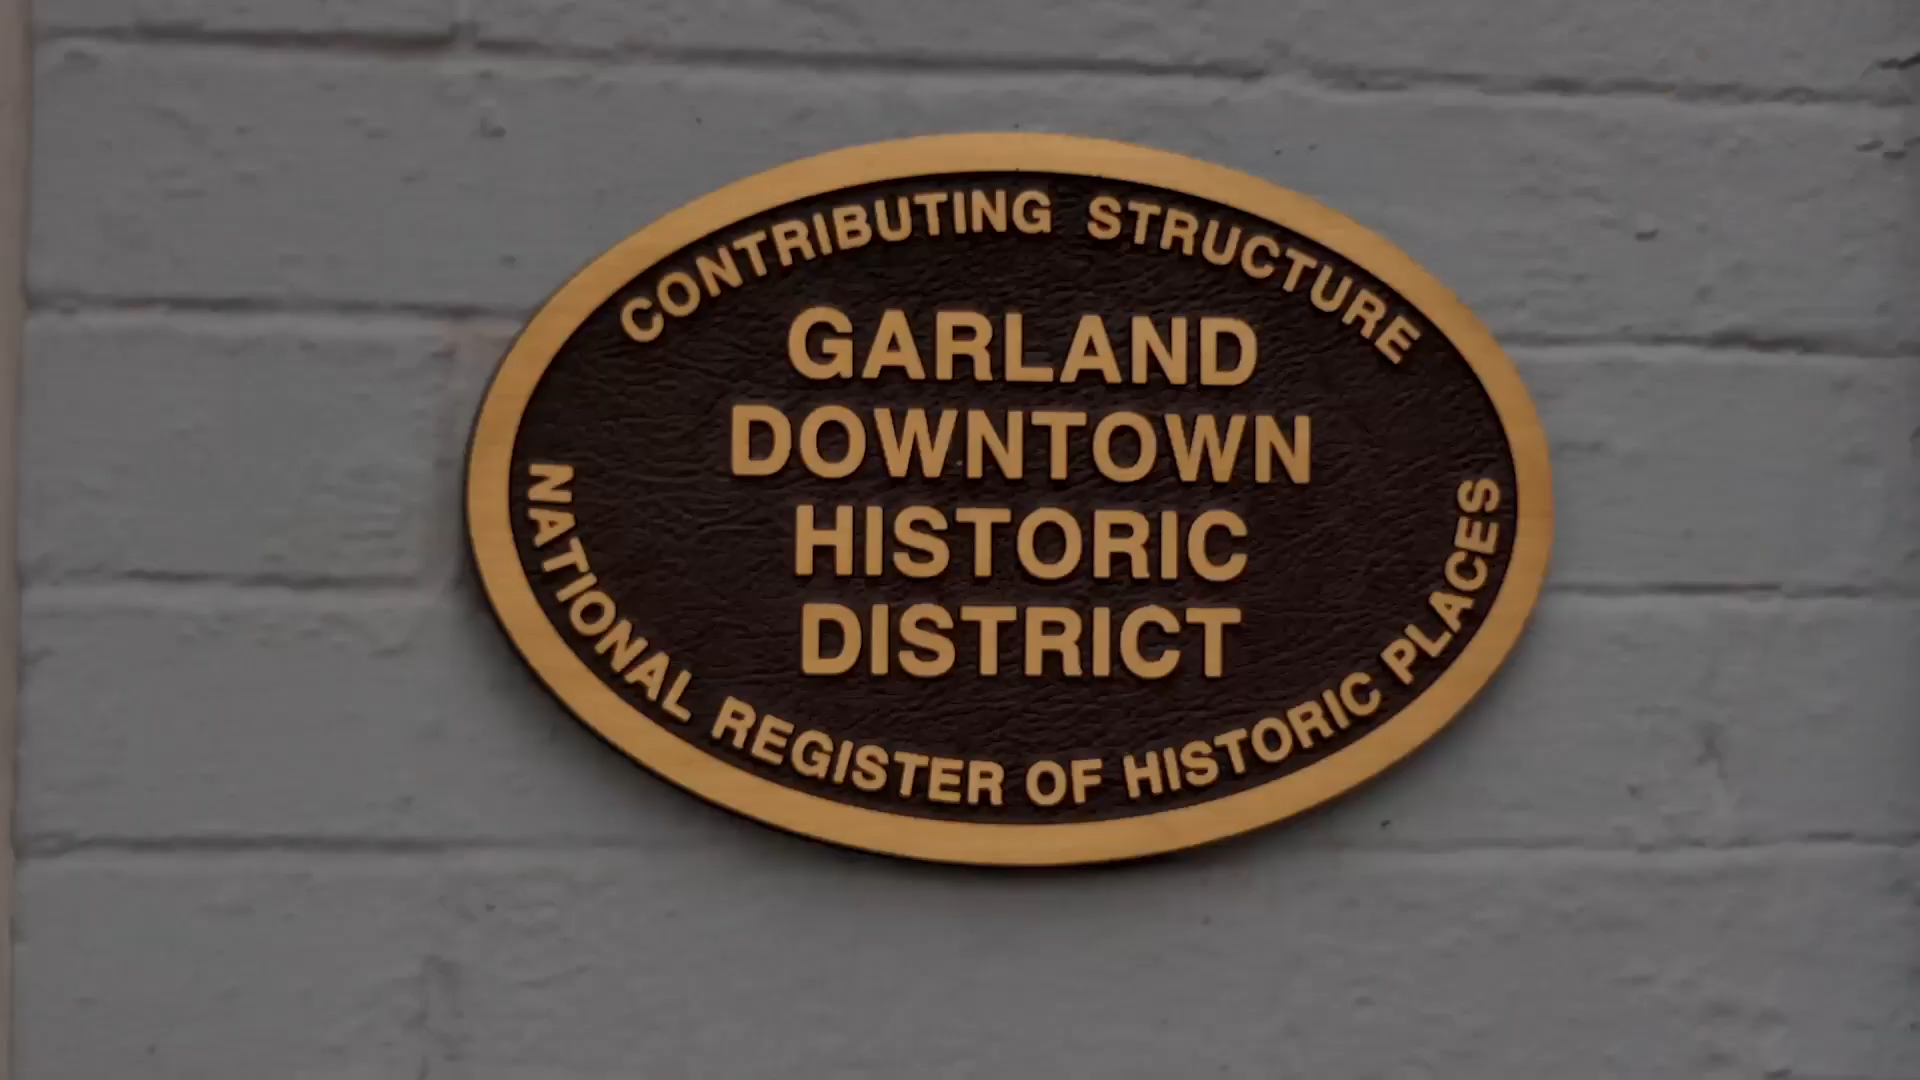 CONTRIBUTING STRUCTURE
GARLAND
DOWNTOWN
HISTORIC
DISTRICT
NATIONAL REGISTER OF HISTORIC PLACES